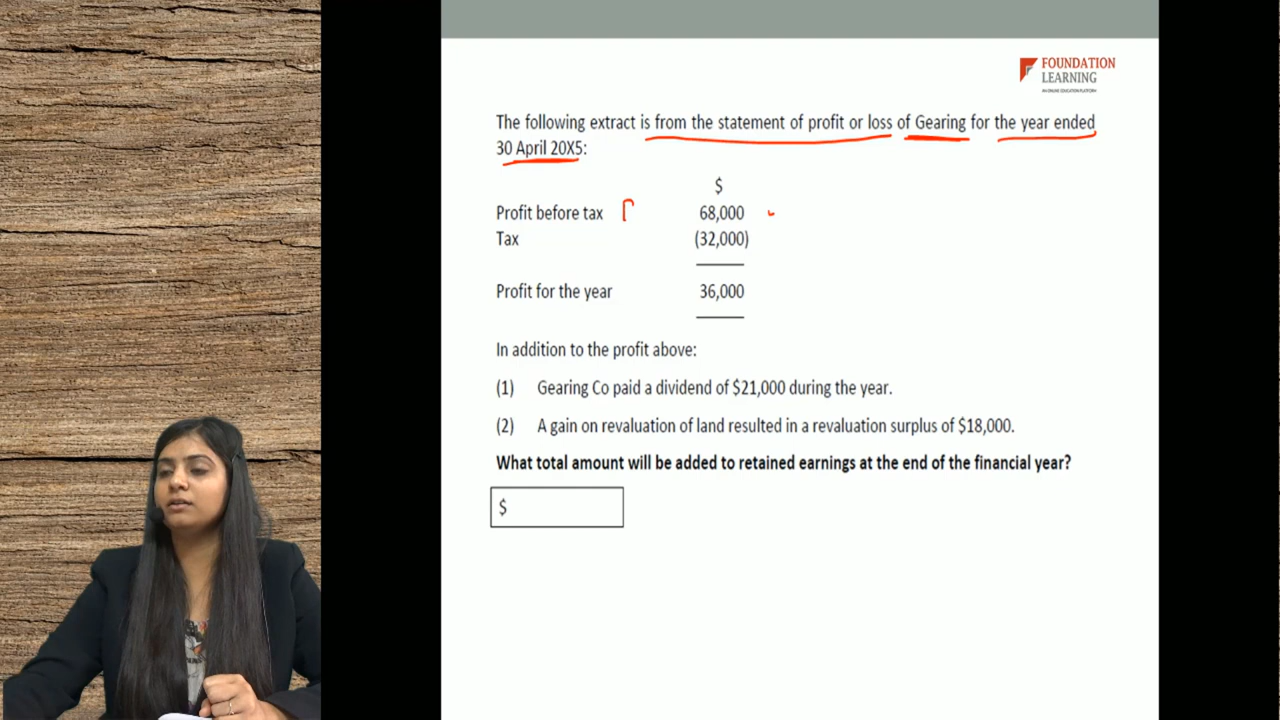 FOUNDATION
LEARNING
AN ONLINE EDUCATION PLATFORM
The following extract is from the statement of profit or loss of Gearing for the year ended
30 April 20X5:
$
Profit before tax 68,000
Tax (32,000)
Profit for the year 36,000
In addition to the profit above:
(1) Gearing Co paid a dividend of $21,000 during the year.
(2) A gain on revaluation of land resulted in a revaluation surplus of $18,000.
What total amount will be added to retained earnings at the end of the financial year?
$